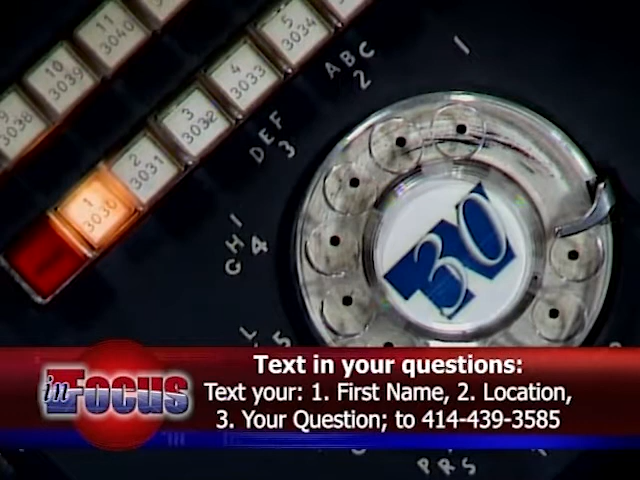 11
3040
10
3039
9
3038
5
3034
4
3033
3
3032
2
3031
1
3030
1
ABC
2
DEF
3
GHI
4
L
5
PRS
30
in Focus
Text in your questions:
Text your: 1. First Name, 2. Location,
3. Your Question; to 414-439-3585